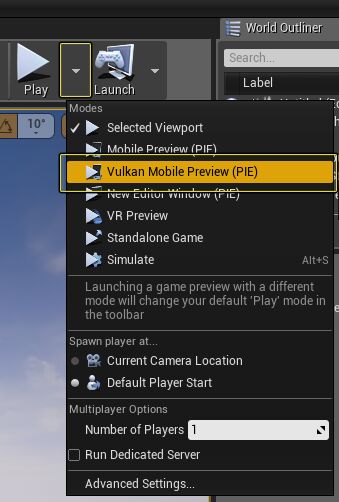 World Outliner
Search...
Play
Launch
Label
10°
Modes
Selected Viewport
Mobile Preview (PIE)
Vulkan Mobile Preview (PIE)
New Editor Window (PIE)
VR Preview
Standalone Game
Simulate Alt+S
Launching a game preview with a different
mode will change your default 'Play' mode in
the toolbar
Spawn player at...
Current Camera Location
Default Player Start
Multiplayer Options
Number of Players 1
Run Dedicated Server
Advanced Settings...